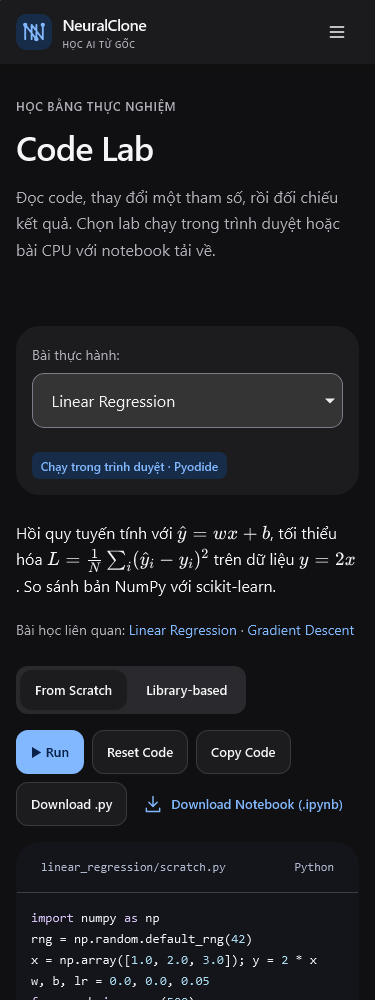 NeuralClone
HỌC AI TỪ GỐC
HỌC BẰNG THỰC NGHIỆM
Code Lab
Đọc code, thay đổi một tham số, rồi đối chiếu
kết quả. Chọn lab chạy trong trình duyệt hoặc
bài CPU với notebook tải về.
Bài thực hành:
Linear Regression
Chạy trong trình duyệt · Pyodide
Hồi quy tuyến tính với ŷ = wx + b, tối thiểu
hóa L = 1/N ∑ᵢ(ŷᵢ − yᵢ)² trên dữ liệu y = 2x
. So sánh bản NumPy với scikit-learn.
Bài học liên quan: Linear Regression · Gradient Descent
From Scratch Library-based
▶ Run Reset Code Copy Code
Download .py Download Notebook (.ipynb)
linear_regression/scratch.py Python
import numpy as np
rng = np.random.default_rng(42)
x = np.array([1.0, 2.0, 3.0]); y = 2 * x
w, b, lr = 0.0, 0.0, 0.05